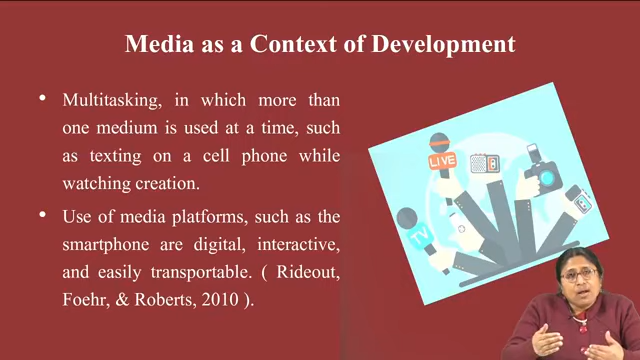 Media as a Context of Development
• Multitasking, in which more than
one medium is used at a time, such
as texting on a cell phone while
watching creation.
• Use of media platforms, such as the
smartphone are digital, interactive,
and easily transportable. ( Rideout,
Foehr, & Roberts, 2010 ).
LIVE
TV